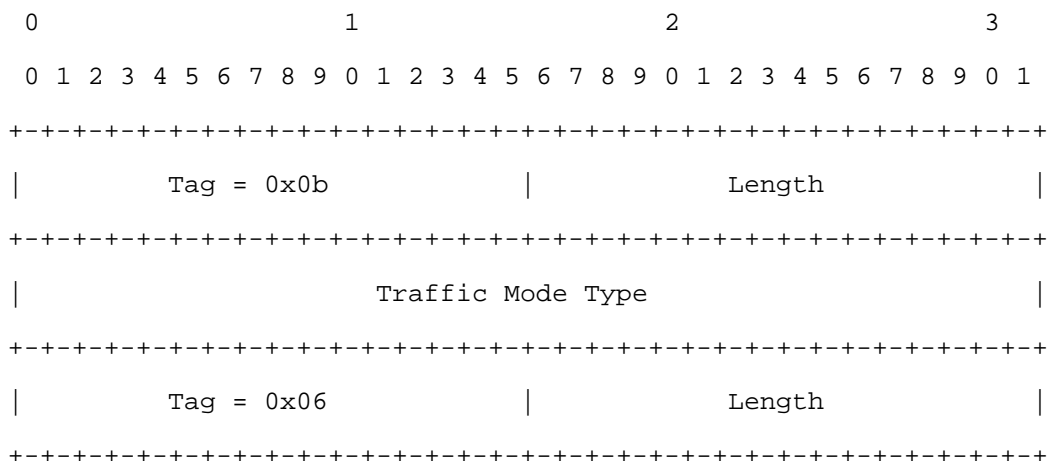 0                   1                   2                   3
0 1 2 3 4 5 6 7 8 9 0 1 2 3 4 5 6 7 8 9 0 1 2 3 4 5 6 7 8 9 0 1
+-+-+-+-+-+-+-+-+-+-+-+-+-+-+-+-+-+-+-+-+-+-+-+-+-+-+-+-+-+-+-+-+
|         Tag = 0x0b            |            Length             |
+-+-+-+-+-+-+-+-+-+-+-+-+-+-+-+-+-+-+-+-+-+-+-+-+-+-+-+-+-+-+-+-+
|                      Traffic Mode Type                        |
+-+-+-+-+-+-+-+-+-+-+-+-+-+-+-+-+-+-+-+-+-+-+-+-+-+-+-+-+-+-+-+-+
|         Tag = 0x06            |            Length             |
+-+-+-+-+-+-+-+-+-+-+-+-+-+-+-+-+-+-+-+-+-+-+-+-+-+-+-+-+-+-+-+-+